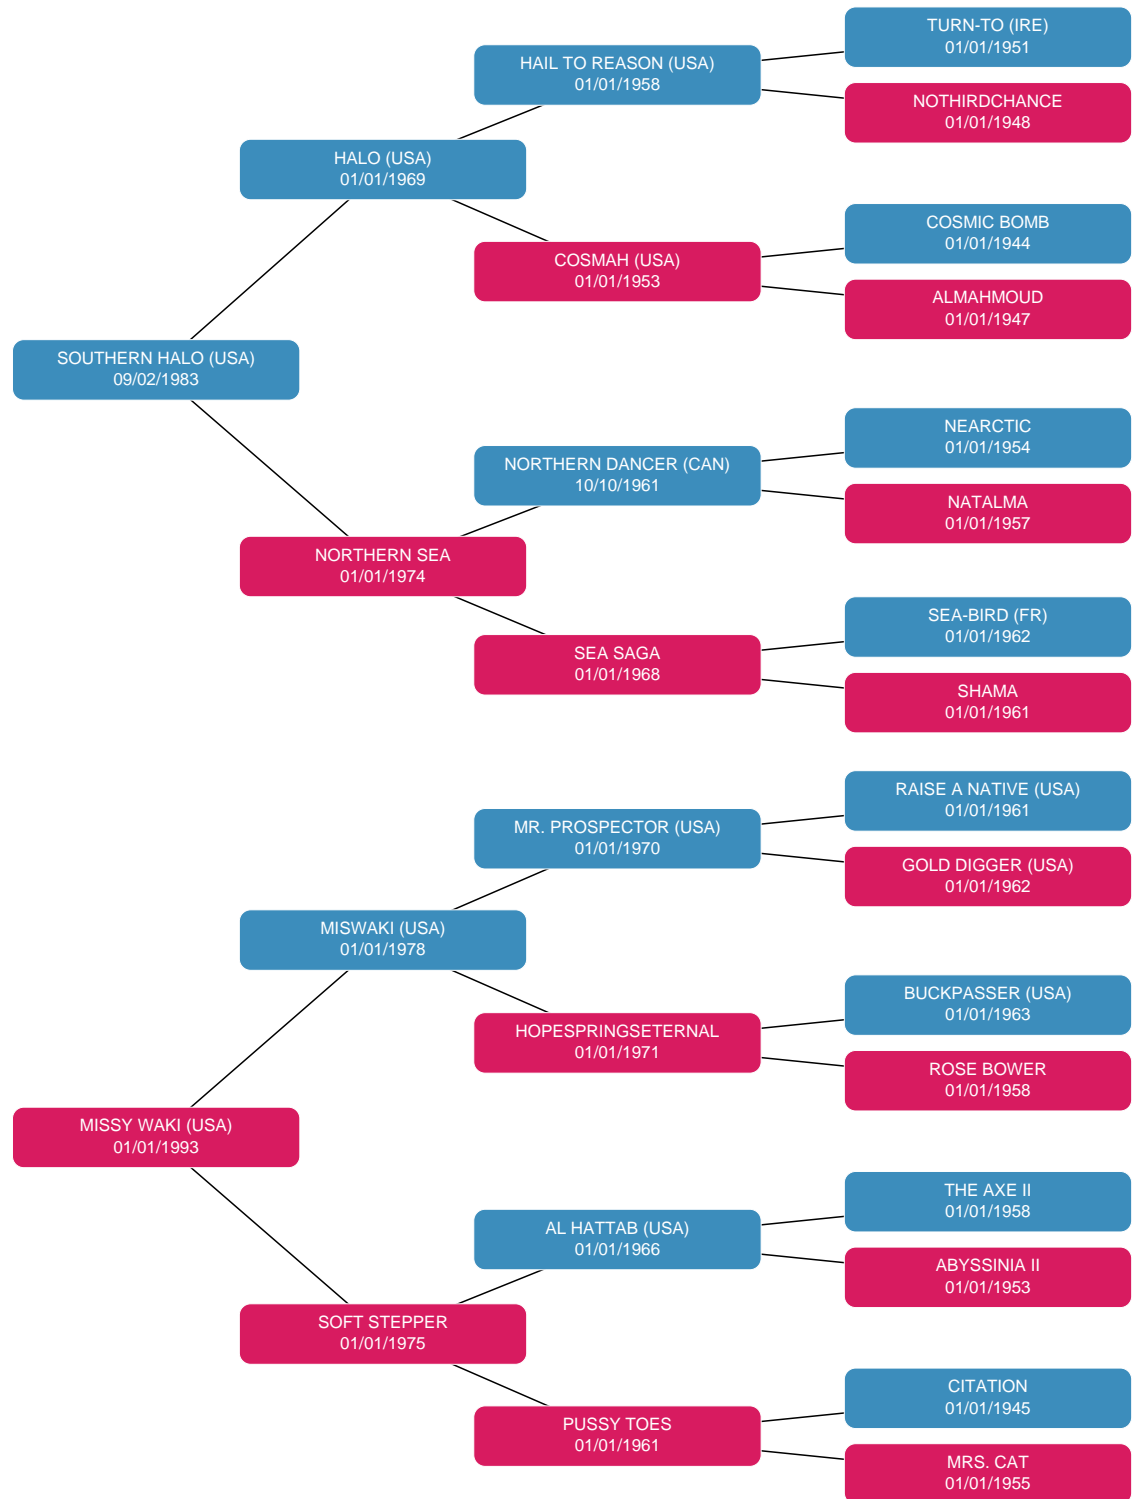 TURN-TO (IRE)
01/01/1951
HAIL TO REASON (USA)
01/01/1958
NOTHIRDCHANCE
01/01/1948
HALO (USA)
01/01/1969
COSMIC BOMB
01/01/1944
COSMAH (USA)
01/01/1953
ALMAHMOUD
01/01/1947
SOUTHERN HALO (USA)
09/02/1983
NEARCTIC
01/01/1954
NORTHERN DANCER (CAN)
10/10/1961
NATALMA
01/01/1957
NORTHERN SEA
01/01/1974
SEA-BIRD (FR)
01/01/1962
SEA SAGA
01/01/1968
SHAMA
01/01/1961
RAISE A NATIVE (USA)
01/01/1961
MR. PROSPECTOR (USA)
01/01/1970
GOLD DIGGER (USA)
01/01/1962
MISWAKI (USA)
01/01/1978
BUCKPASSER (USA)
01/01/1963
HOPESPRINGSETERNAL
01/01/1971
ROSE BOWER
01/01/1958
MISSY WAKI (USA)
01/01/1993
THE AXE II
01/01/1958
AL HATTAB (USA)
01/01/1966
ABYSSINIA II
01/01/1953
SOFT STEPPER
01/01/1975
CITATION
01/01/1945
PUSSY TOES
01/01/1961
MRS. CAT
01/01/1955